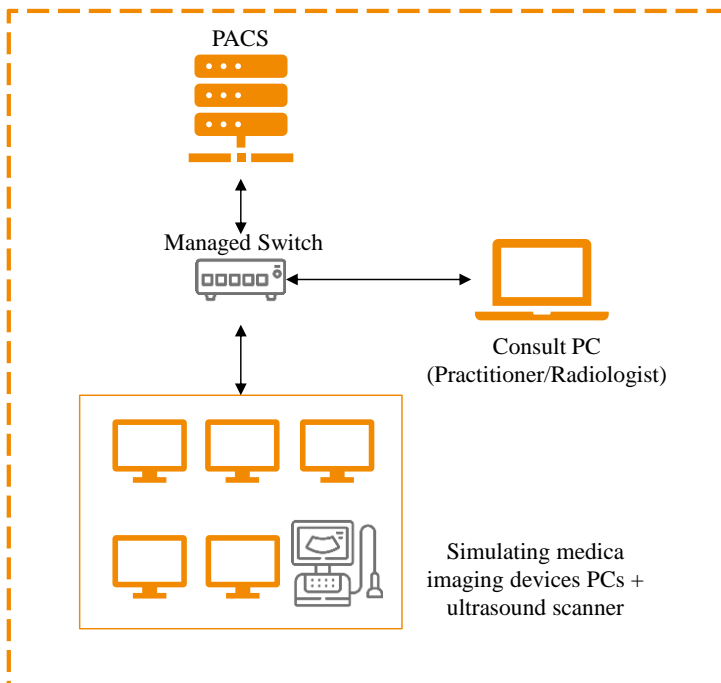 PACS
Managed Switch
Consult PC
(Practitioner/Radiologist)
Simulating medica
imaging devices PCs +
ultrasound scanner